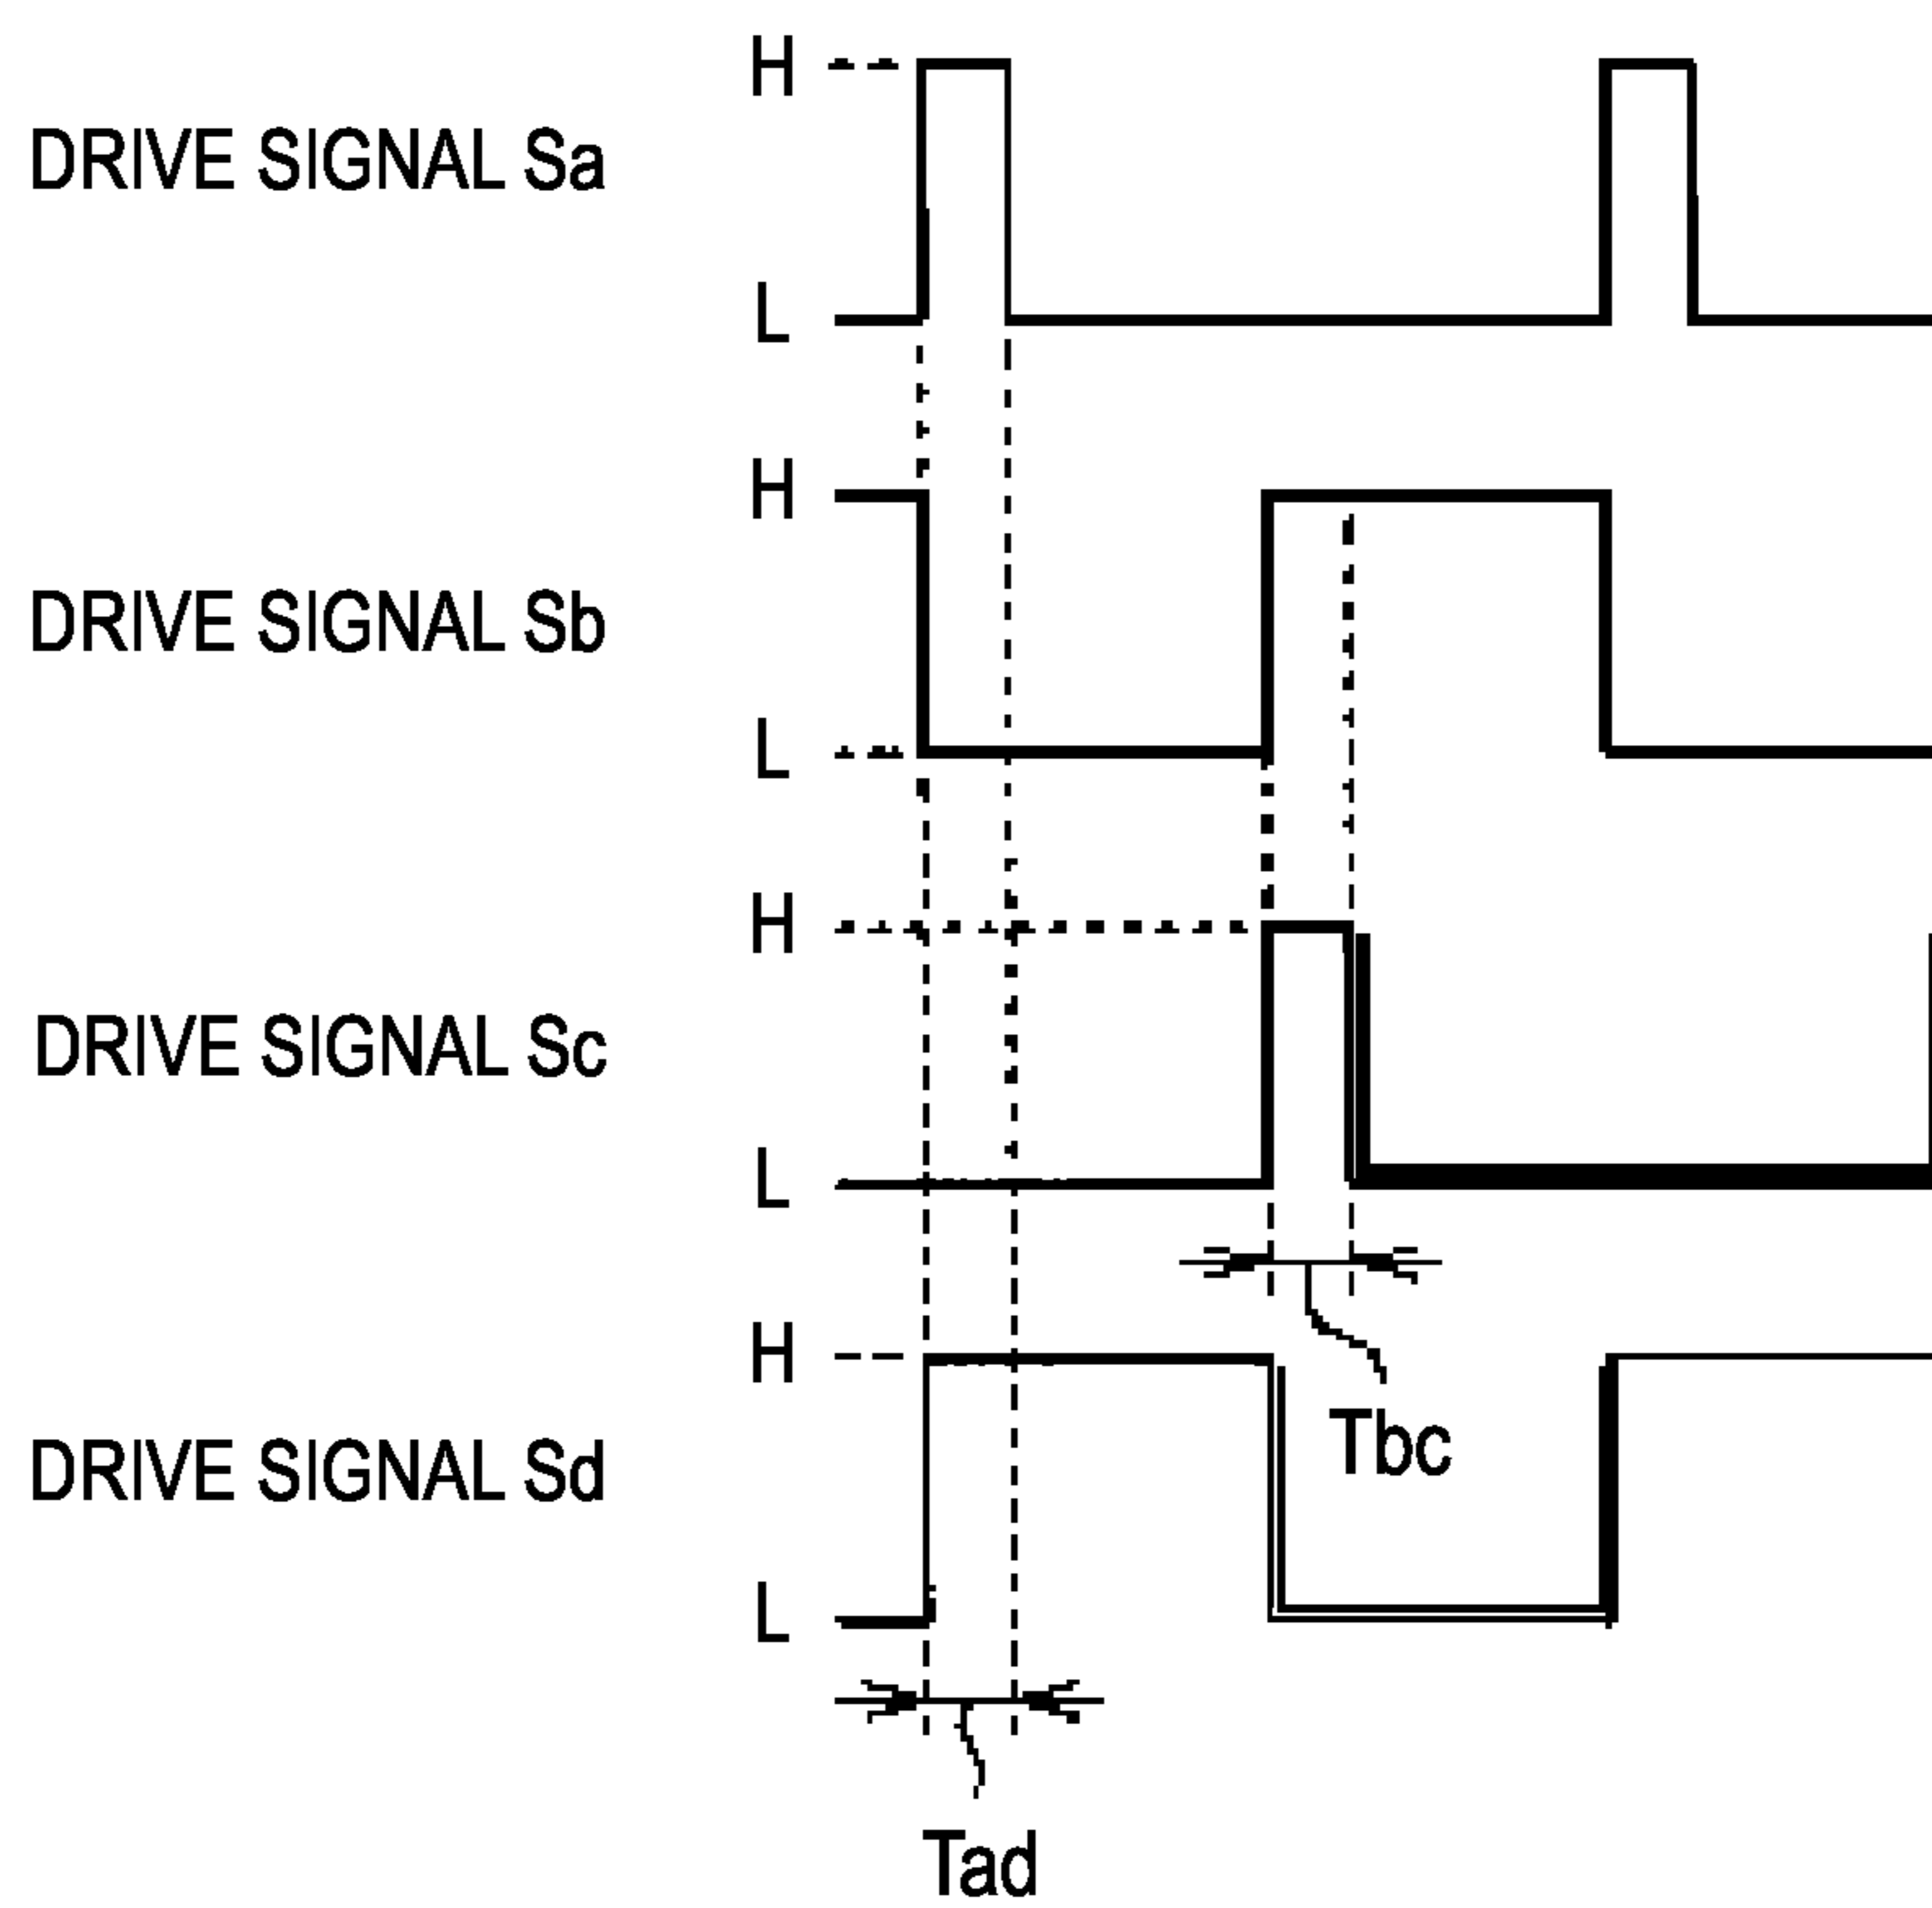 H
DRIVE SIGNAL Sa
L
H
DRIVE SIGNAL Sb
L
H
DRIVE SIGNAL Sc
L
H
Tbc
DRIVE SIGNAL Sd
L
Tad